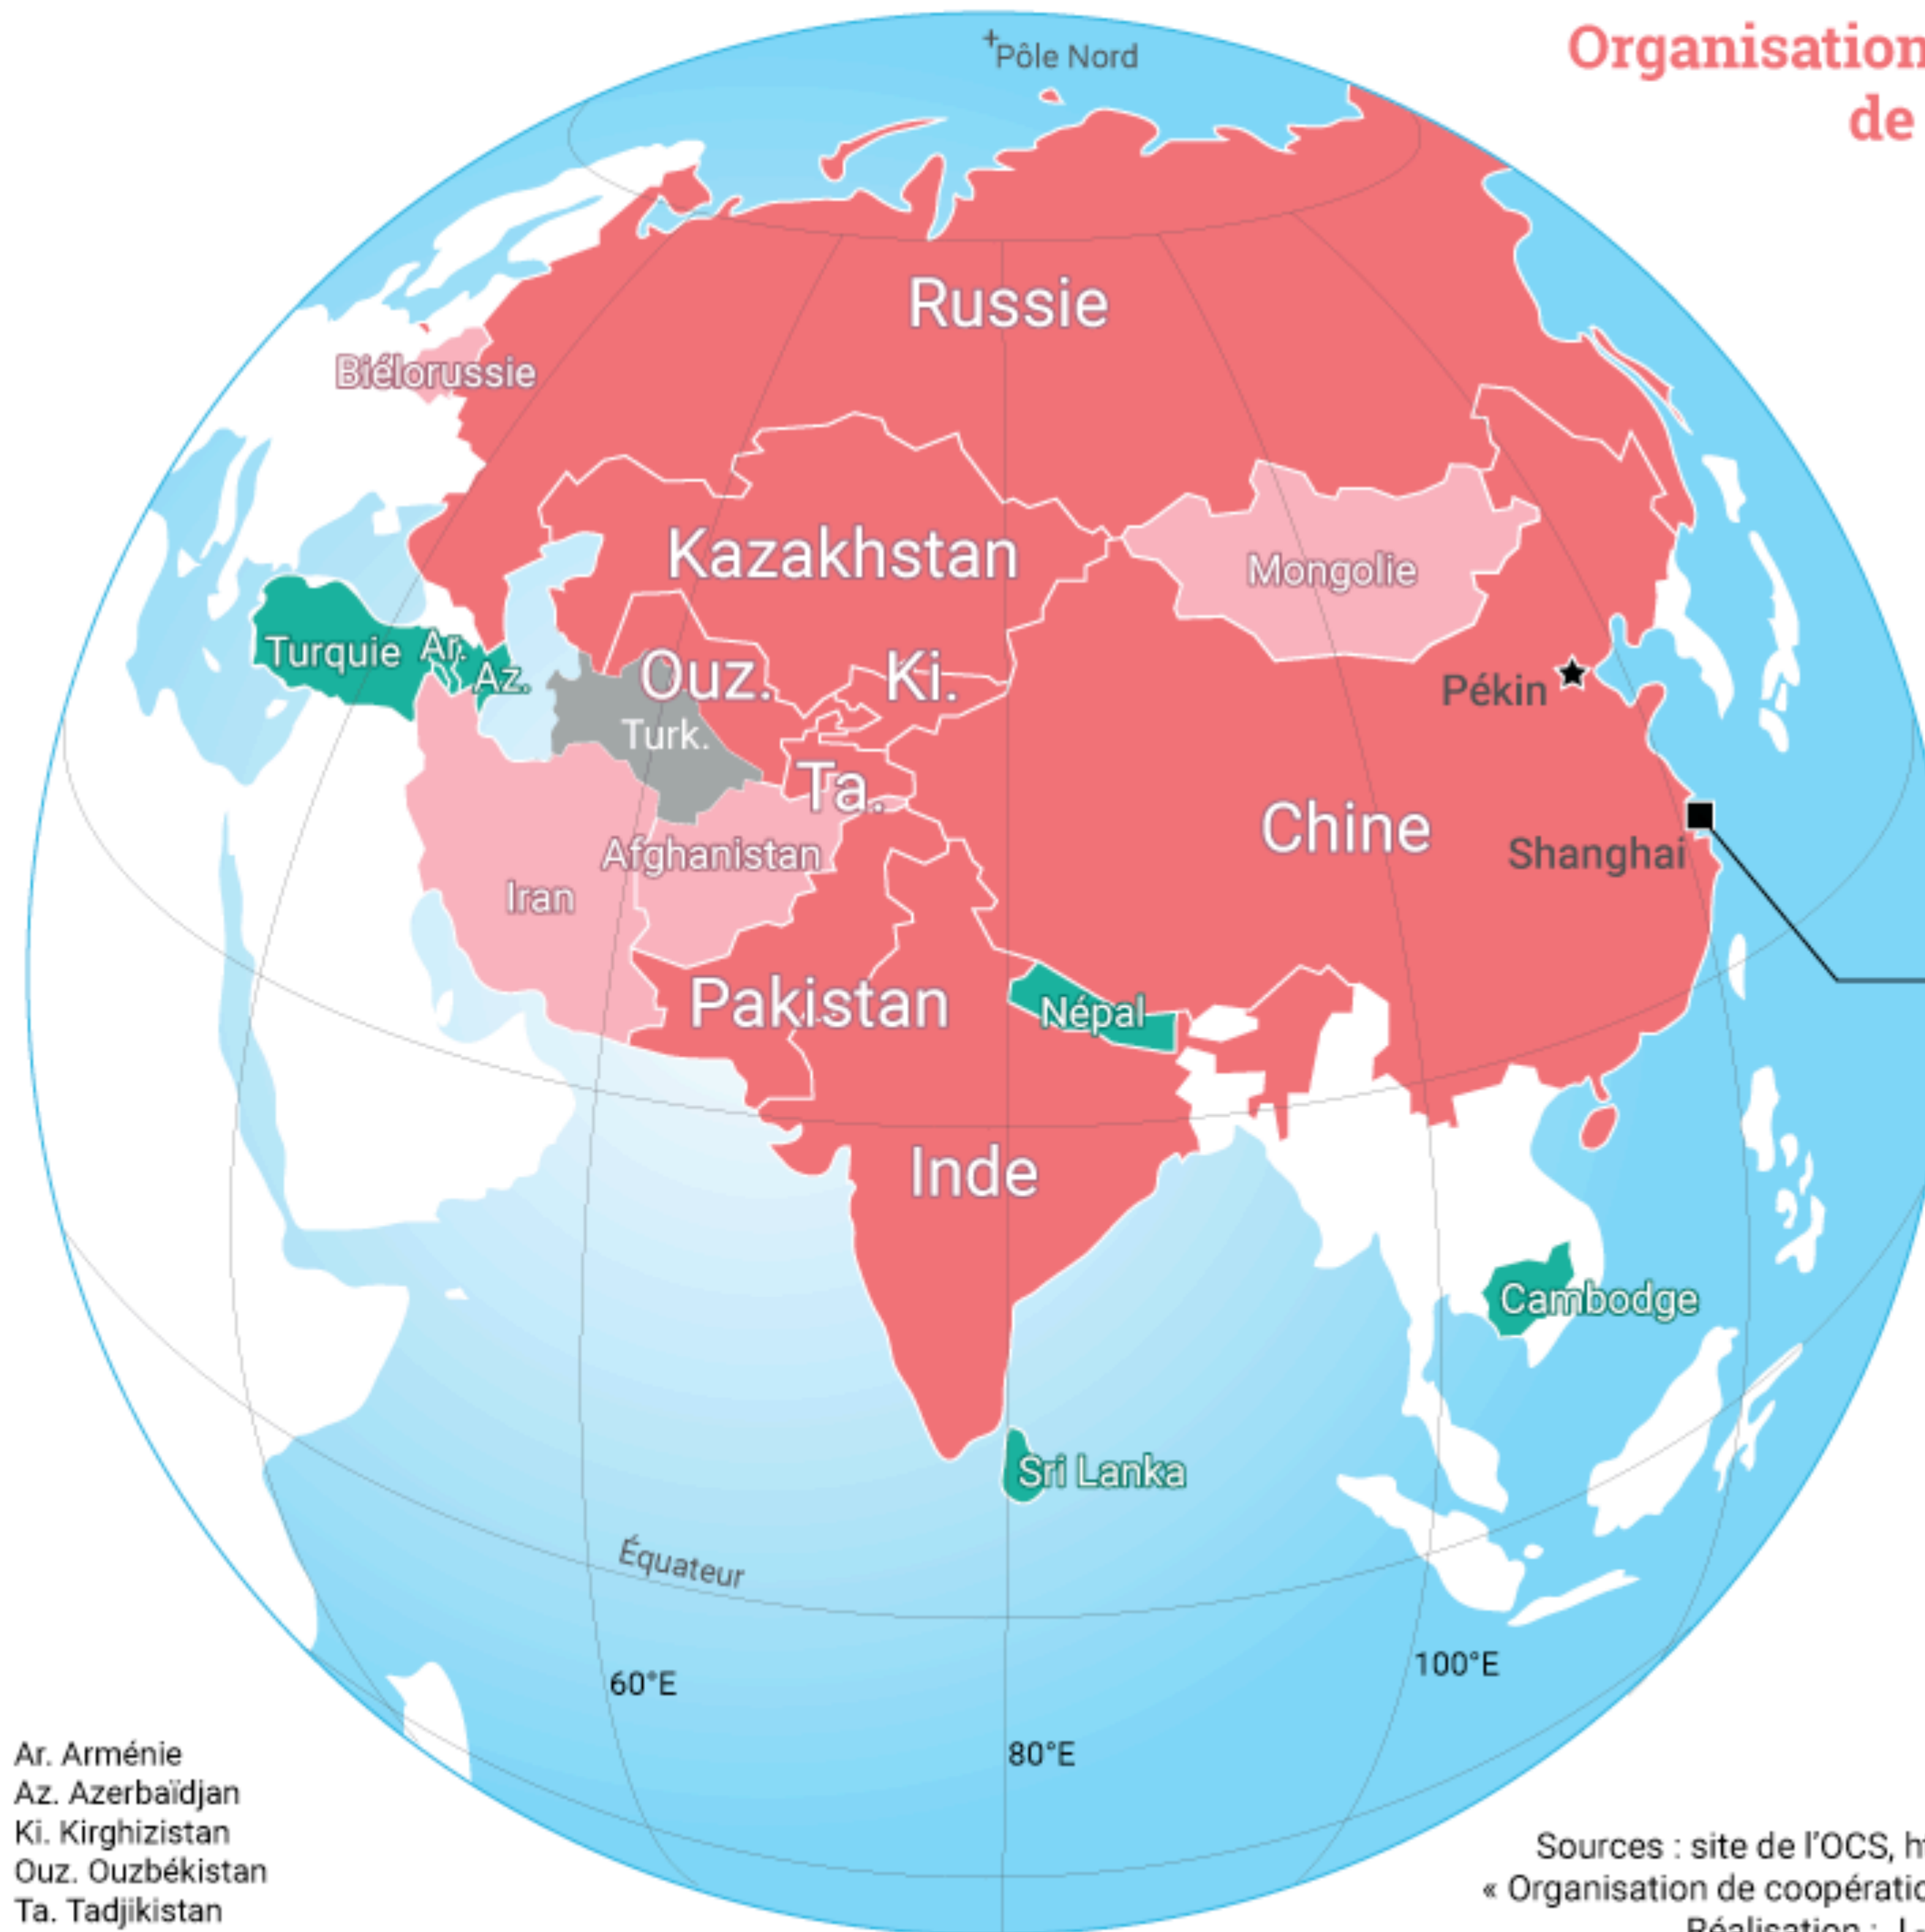 Organisation
de
Pôle Nord
Russie
Biélorussie
Kazakhstan
Mongolie
Turquie
Ar.
Az.
Ouz.
Ki.
Pékin
Turk.
Ta.
Chine
Shanghai
Afghanistan
Iran
Pakistan
Népal
Inde
Cambodge
Sri Lanka
Équateur
60°E
100°E
80°E
Ar. Arménie
Az. Azerbaïdjan
Ki. Kirghizistan
Ouz. Ouzbékistan
Ta. Tadjikistan
Sources : site de l’OCS,
« Organisation de
Réalisation :